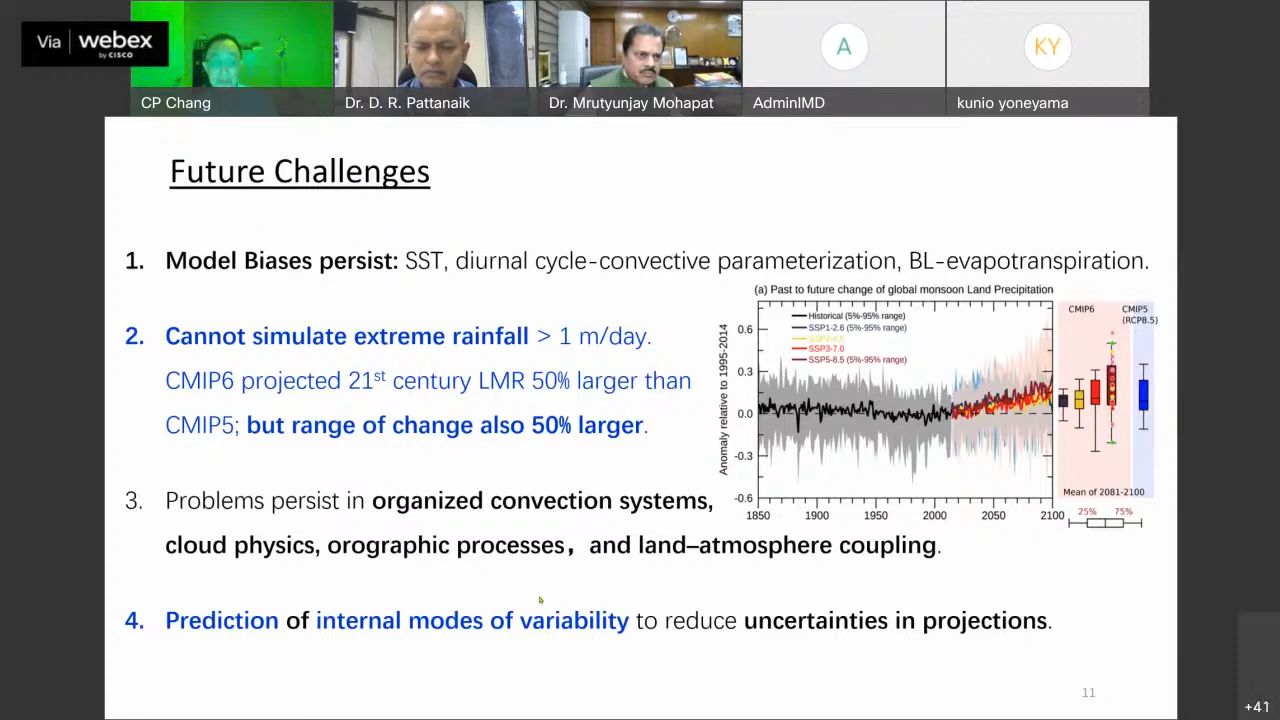 Via webex
by CISCO
CP Chang
Dr. D. R. Pattanaik
Dr. Mrutyunjay Mohapat
AdminIMD
kunio yoneyama
A
KY
Future Challenges
1. Model Biases persist: SST, diurnal cycle-convective parameterization, BL-evapotranspiration.
2. Cannot simulate extreme rainfall > 1 m/day.
CMIP6 projected 21st century LMR 50% larger than
CMIP5; but range of change also 50% larger.
(a) Past to future change of global monsoon Land Precipitation
Historical (5%-95% range)
SSP1-2.6 (5%-95% range)
SSP2-4.5
SSP3-7.0
SSP5-8.5 (5%-95% range)
CMIP6
CMIP5
(RCP8.5)
Anomaly relative to 1995-2014
0.6
0.3
0.0
-0.3
-0.6
1850 1900 1950 2000 2050 2100
Mean of 2081-2100
25% 75%
3. Problems persist in organized convection systems,
cloud physics, orographic processes, and land–atmosphere coupling.
4. Prediction of internal modes of variability to reduce uncertainties in projections.
11
+41